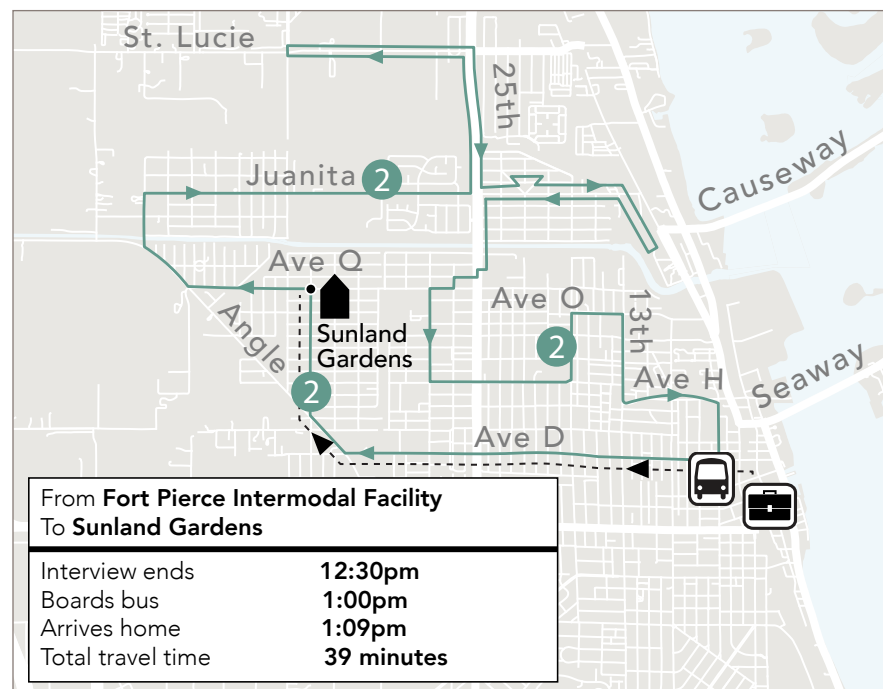 St. Lucie
25th
Juanita
2
Causeway
Ave Q
Sunland
Gardens
Angle
2
Ave O
13th
2
Ave H
Seaway
Ave D
From Fort Pierce Intermodal Facility
To Sunland Gardens
Interview ends 12:30pm
Boards bus 1:00pm
Arrives home 1:09pm
Total travel time 39 minutes